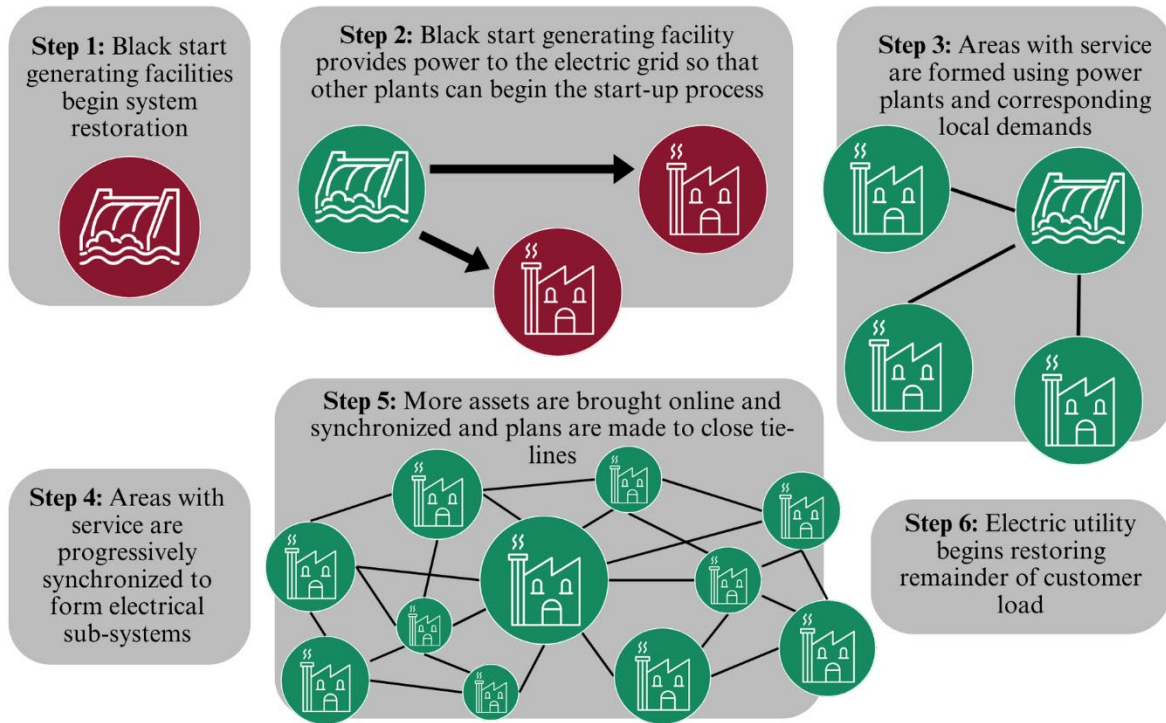 Step 1: Black start
generating facilities
begin system
restoration
Step 2: Black start generating facility
provides power to the electric grid so that
other plants can begin the start-up process
Step 3: Areas with service
are formed using power
plants and corresponding
local demands
Step 4: Areas with
service are
progressively
synchronized to
form electrical
sub-systems
Step 5: More assets are brought online and
synchronized and plans are made to close tie-
lines
Step 6: Electric utility
begins restoring
remainder of customer
load